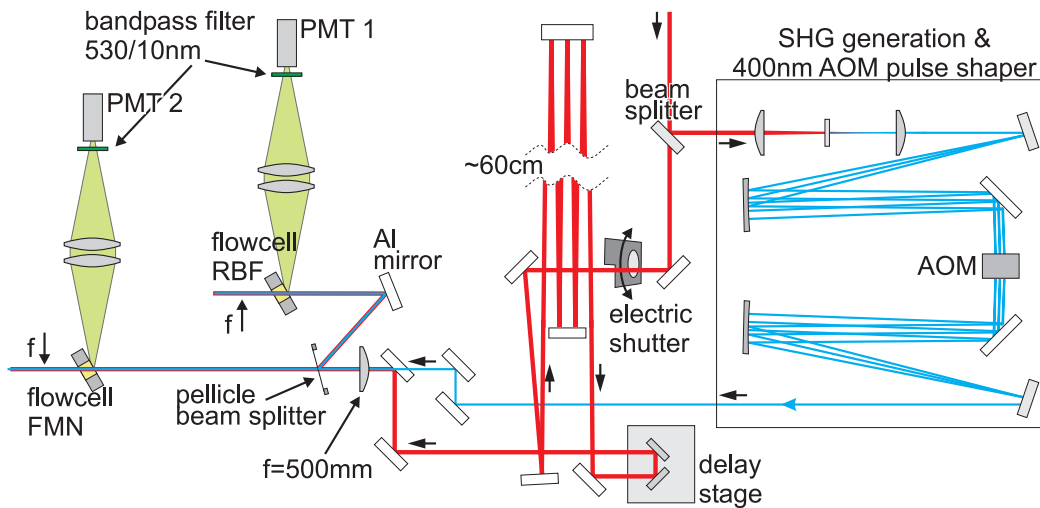 bandpass filter
530/10nm
PMT 1
PMT 2
flowcell
RBF
Al
mirror
f
f
flowcell
FMN
pellicle
beam splitter
f=500mm
~60cm
beam
splitter
electric
shutter
delay
stage
SHG generation &
400nm AOM pulse shaper
AOM